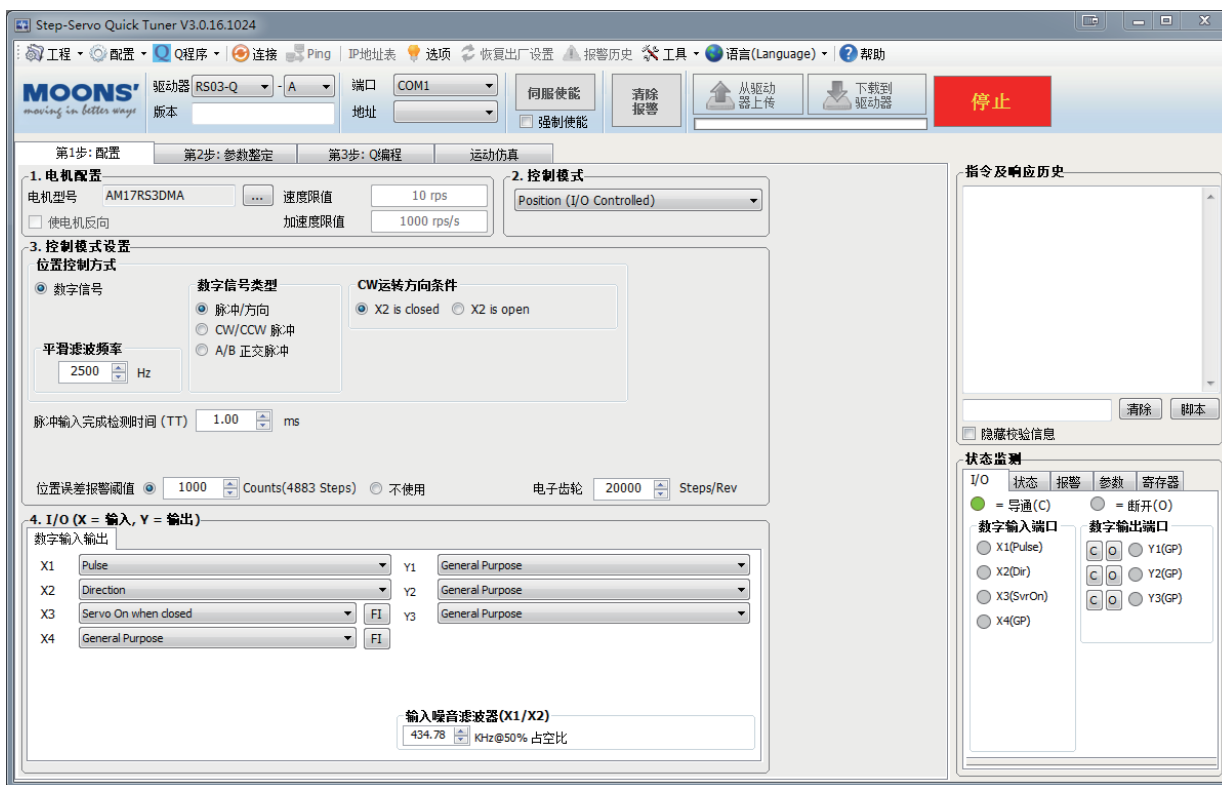 Step-Servo Quick Tuner V3.0.16.1024
工程 配置 Q Q程序 连接 Ping IP地址表 选项 恢复出厂设置 报警历史 工具 语言(Language) ? 帮助
MOONS'
moving in better ways
驱动器 RS03-Q - A 端口 COM1
版本 地址
伺服使能
强制使能
清除报警
从驱动器上传
下载到驱动器
停止
第1步: 配置 第2步: 参数整定 第3步: Q编程 运动仿真
1. 电机配置
电机型号 AM17RS3DMA ... 速度限值 10 rps
使电机反向 加速度限值 1000 rps/s
2. 控制模式
Position (I/O Controlled)
3. 控制模式设置
位置控制方式
数字信号
数字信号类型
脉冲/方向
CW/CCW 脉冲
A/B 正交脉冲
CW运转方向条件
X2 is closed X2 is open
平滑滤波频率
2500 Hz
脉冲输入完成检测时间 (TT) 1.00 ms
位置误差报警阈值 1000 Counts(4883 Steps) 不使用 电子齿轮 20000 Steps/Rev
4. I/O (X = 输入, Y = 输出)
数字输入输出
X1 Pulse Y1 General Purpose
X2 Direction Y2 General Purpose
X3 Servo On when closed FI Y3 General Purpose
X4 General Purpose FI
输入噪音滤波器(X1/X2)
434.78 KHz@50% 占空比
指令及响应历史
清除 脚本
隐藏校验信息
状态监测
I/O 状态 报警 参数 寄存器
= 导通(C) = 断开(O)
数字输入端口 数字输出端口
X1(Pulse) C O Y1(GP)
X2(Dir) C O Y2(GP)
X3(SvrOn) C O Y3(GP)
X4(GP)